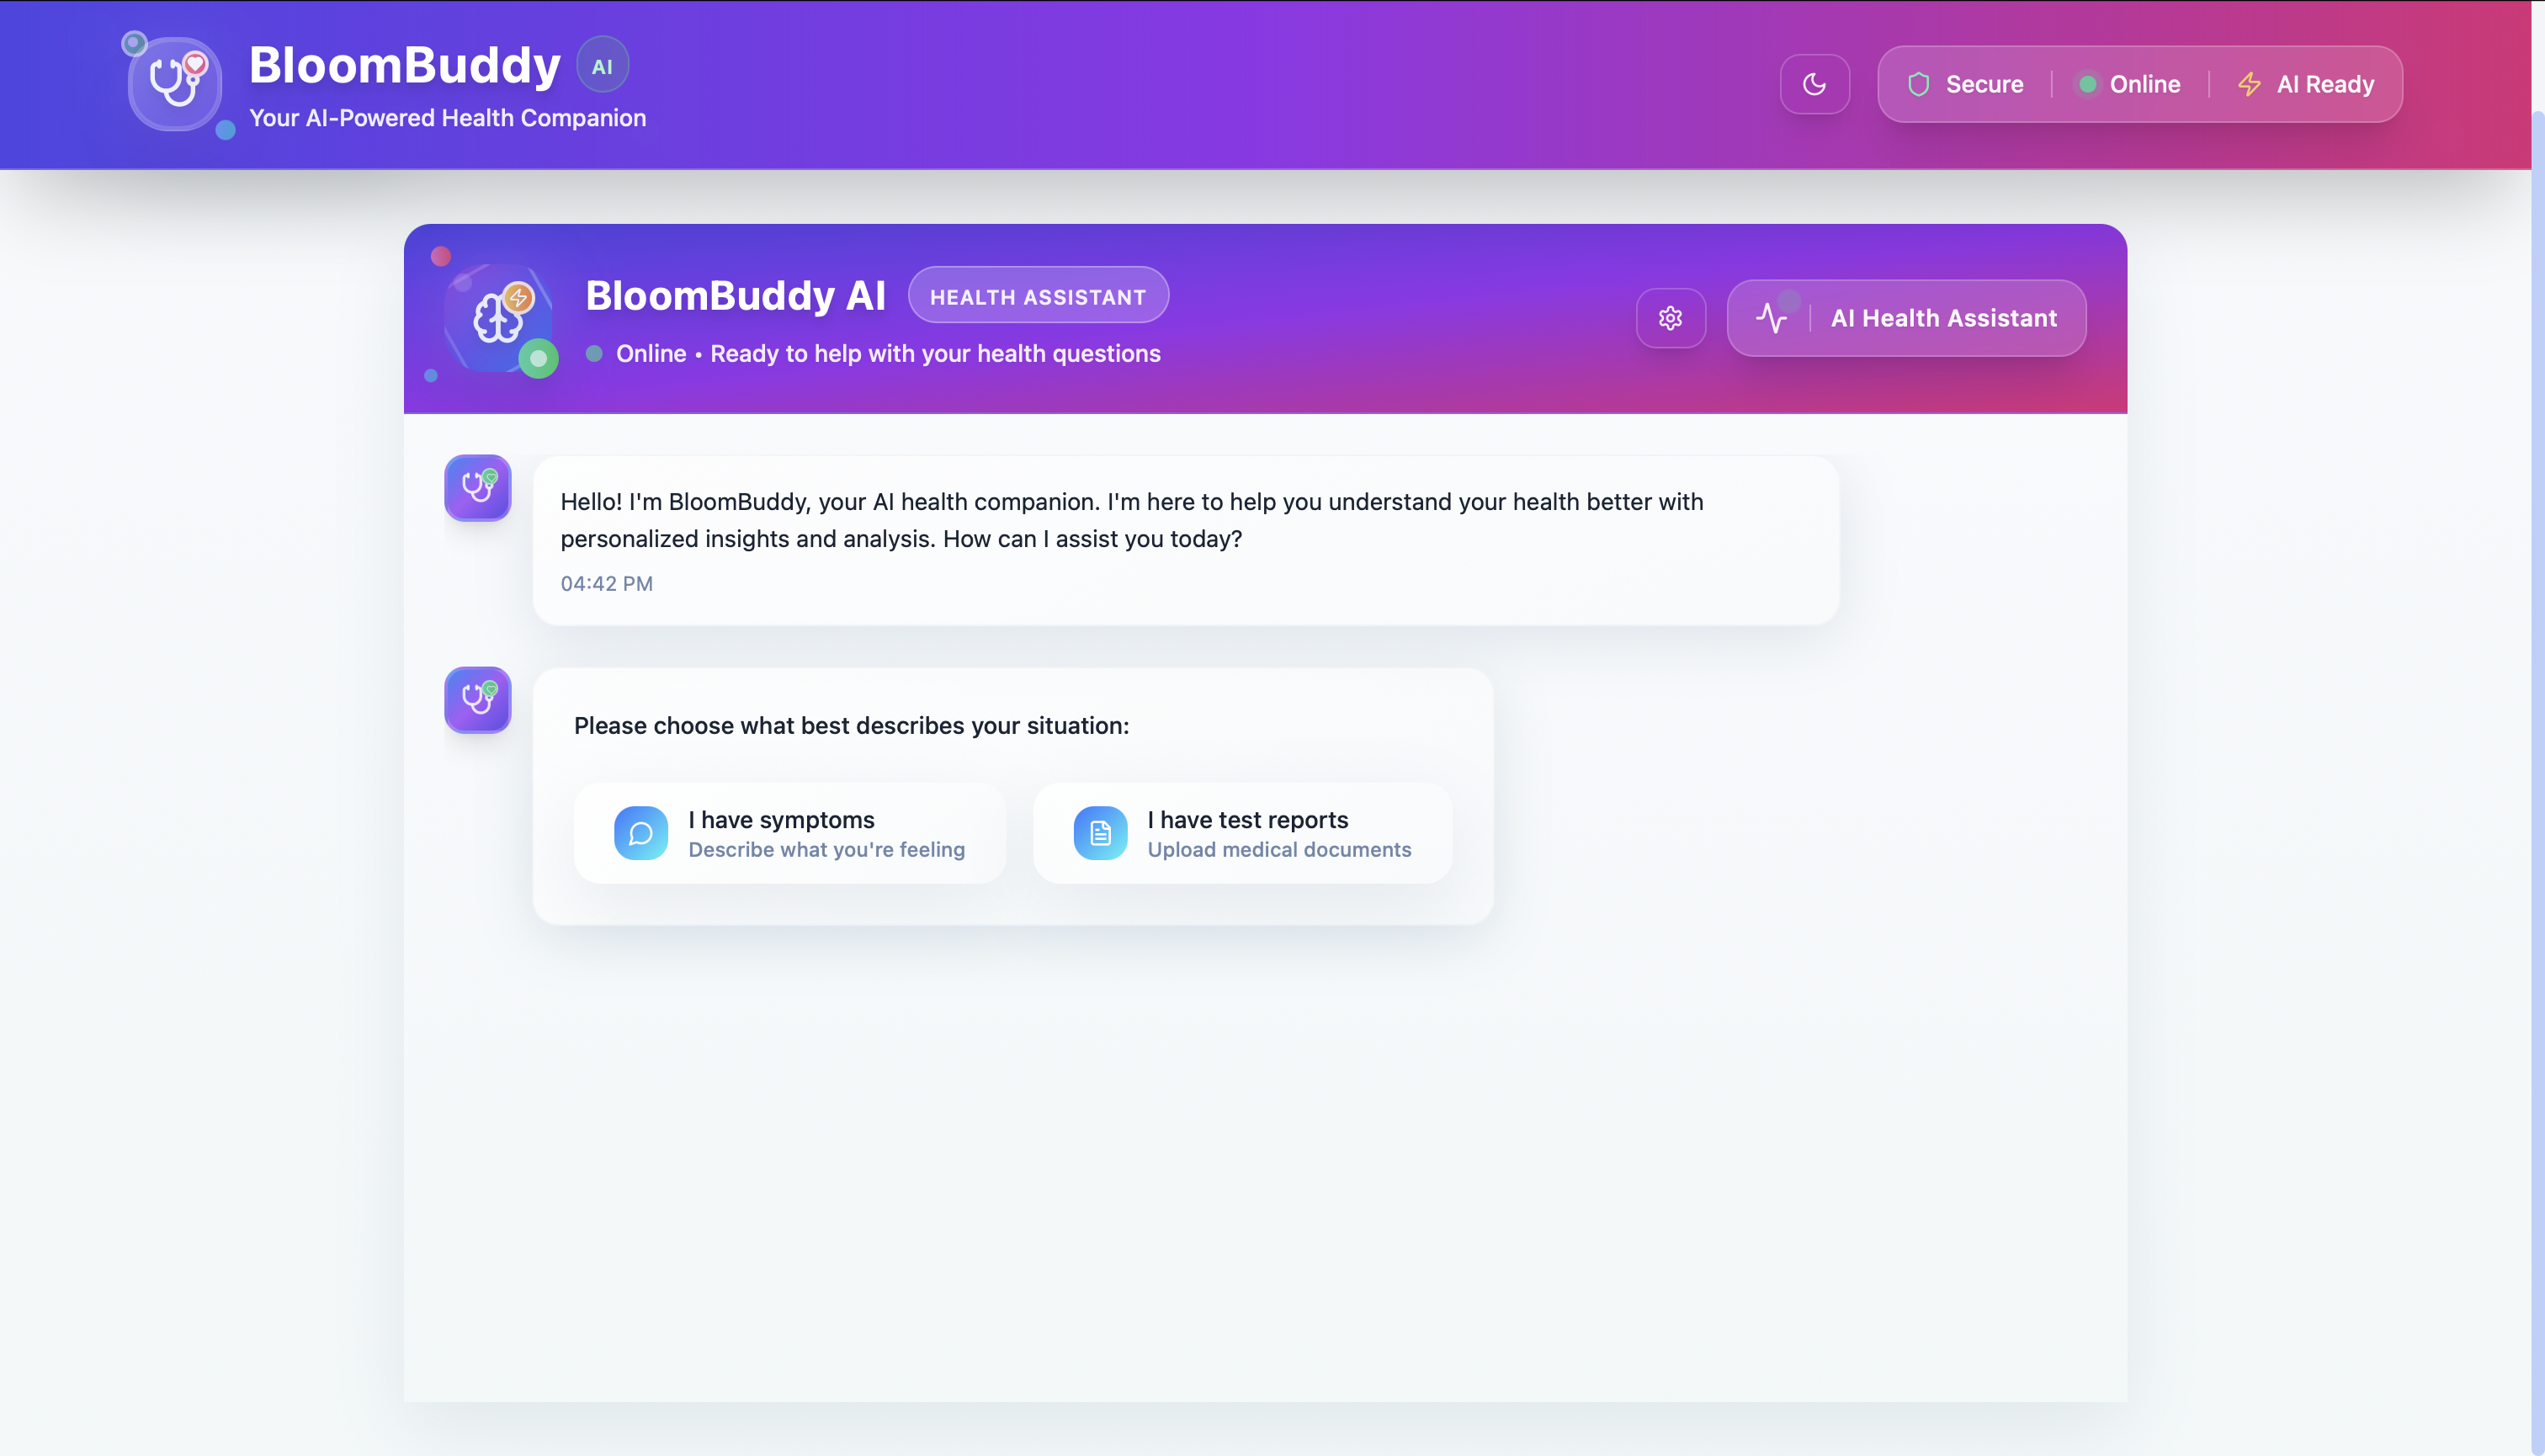 BloomBuddy AI
Your AI-Powered Health Companion
Secure Online AI Ready
BloomBuddy AI HEALTH ASSISTANT
Online • Ready to help with your health questions
AI Health Assistant
Hello! I'm BloomBuddy, your AI health companion. I'm here to help you understand your health better with
personalized insights and analysis. How can I assist you today?
04:42 PM
Please choose what best describes your situation:
I have symptoms
Describe what you're feeling
I have test reports
Upload medical documents